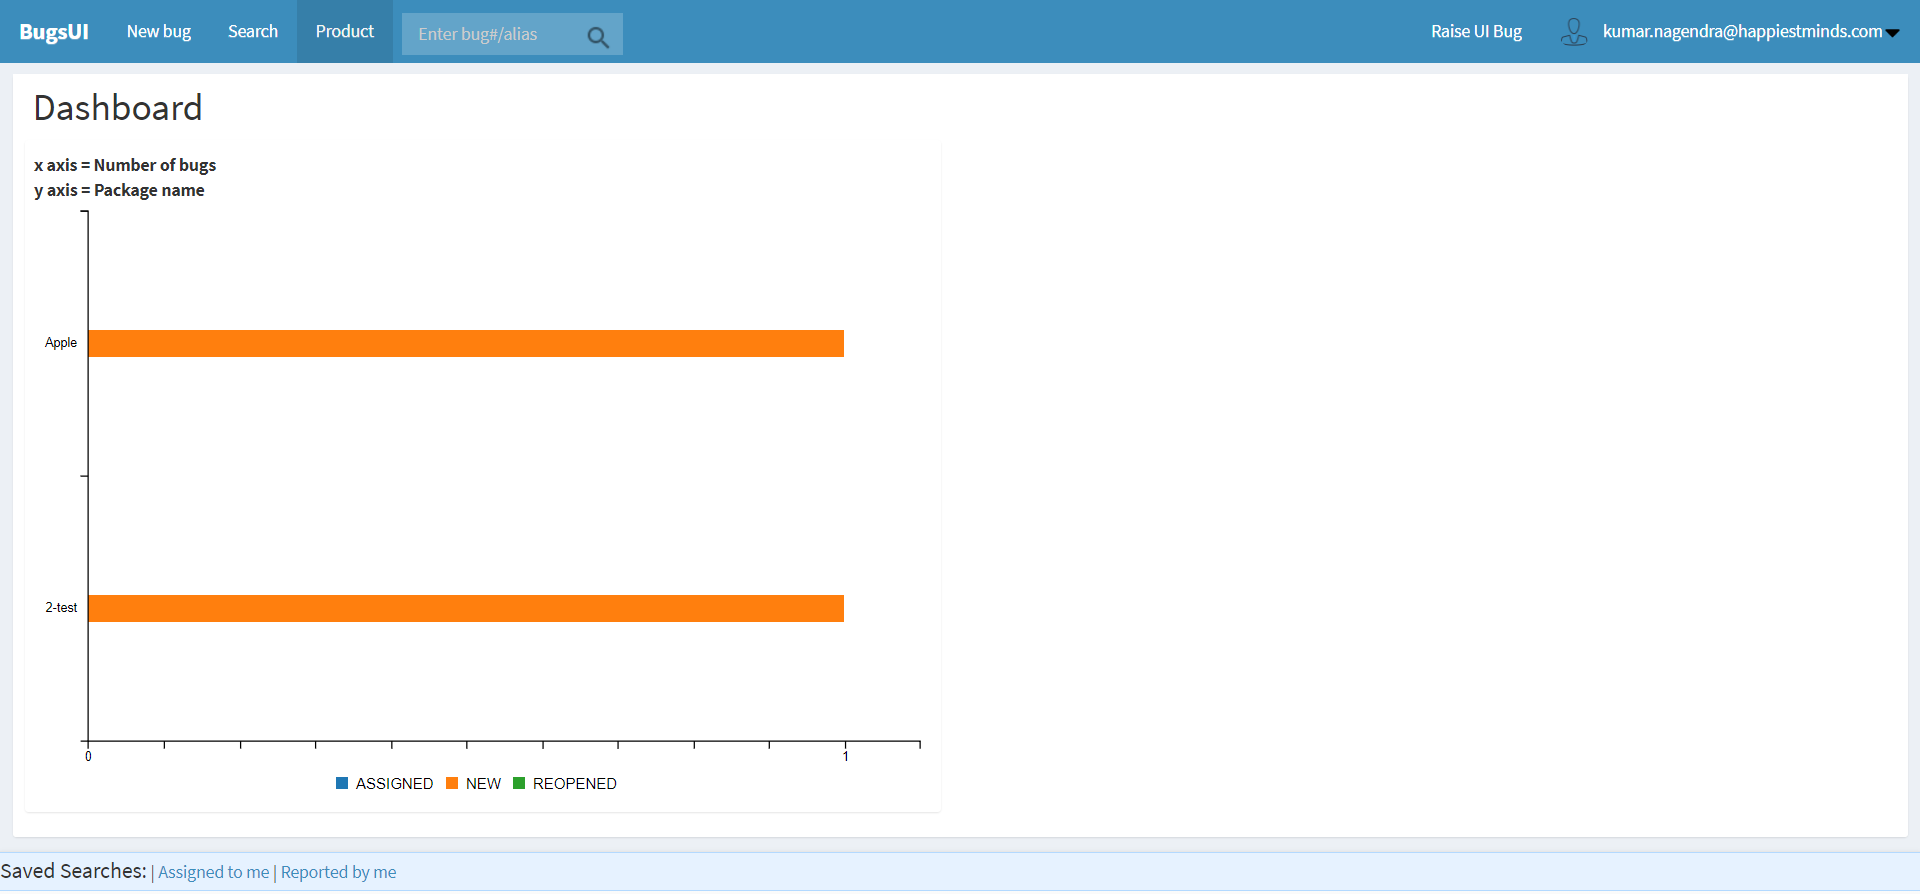 BugsUI New bug Search Product Enter bug#/alias Raise UI Bug kumar.nagendra@happiestminds.com
Dashboard
x axis = Number of bugs
y axis = Package name
Apple
2-test
0 1
ASSIGNED NEW REOPENED
Saved Searches: | Assigned to me | Reported by me